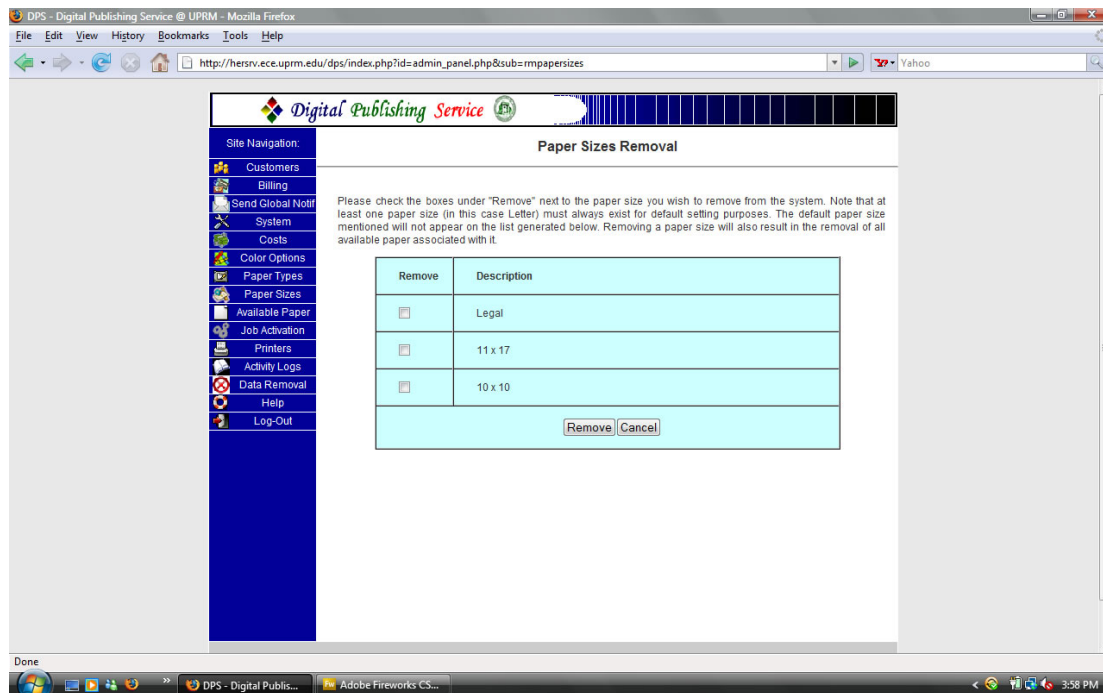 DPS - Digital Publishing Service @ UPRM - Mozilla Firefox
File Edit View History Bookmarks Tools Help
http://hersrv.ece.uprm.edu/dps/index.php?id=admin_panel.php&sub=rmpapersizes
Yahoo
Digital Publishing Service
Site Navigation:
Customers
Billing
Send Global Notif
System
Costs
Color Options
Paper Types
Paper Sizes
Available Paper
Job Activation
Printers
Activity Logs
Data Removal
Help
Log-Out
Paper Sizes Removal
Please check the boxes under "Remove" next to the paper size you wish to remove from the system. Note that at
least one paper size (in this case Letter) must always exist for default setting purposes. The default paper size
mentioned will not appear on the list generated below. Removing a paper size will also result in the removal of all
available paper associated with it.
Remove Description
Legal
11 x 17
10 x 10
Remove Cancel
Done
DPS - Digital Publis... Adobe Fireworks CS... 3:58 PM